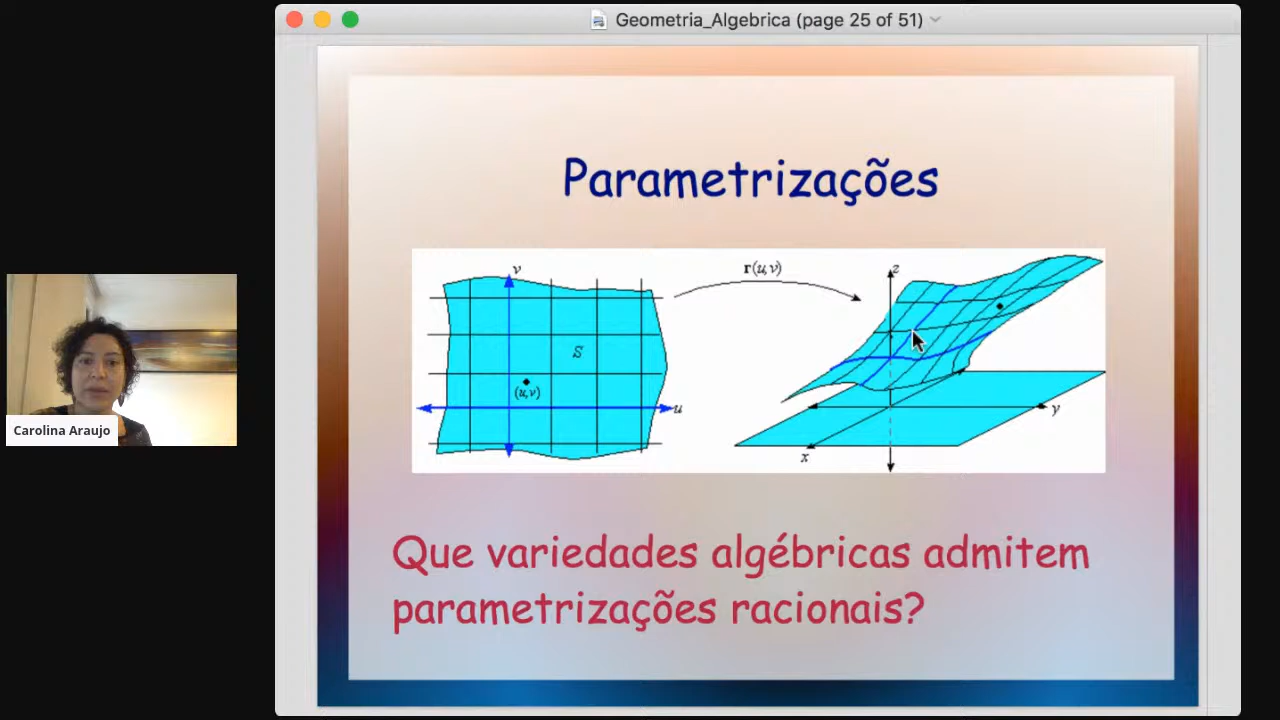 Geometria_Algebrica (page 25 of 51)
Parametrizações
v
r(u,v)
z
S
(u,v)
u
y
x
Carolina Araujo
Que variedades algébricas admitem
parametrizações racionais?